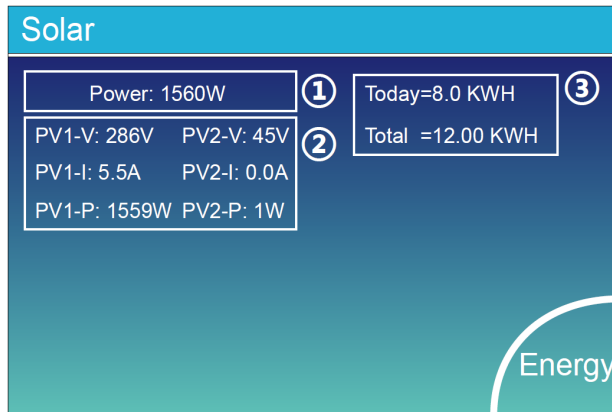 Solar
Power: 1560W
①
PV1-V: 286V PV2-V: 45V
PV1-I: 5.5A PV2-I: 0.0A
PV1-P: 1559W PV2-P: 1W
②
Today=8.0 KWH
Total =12.00 KWH
③
Energy